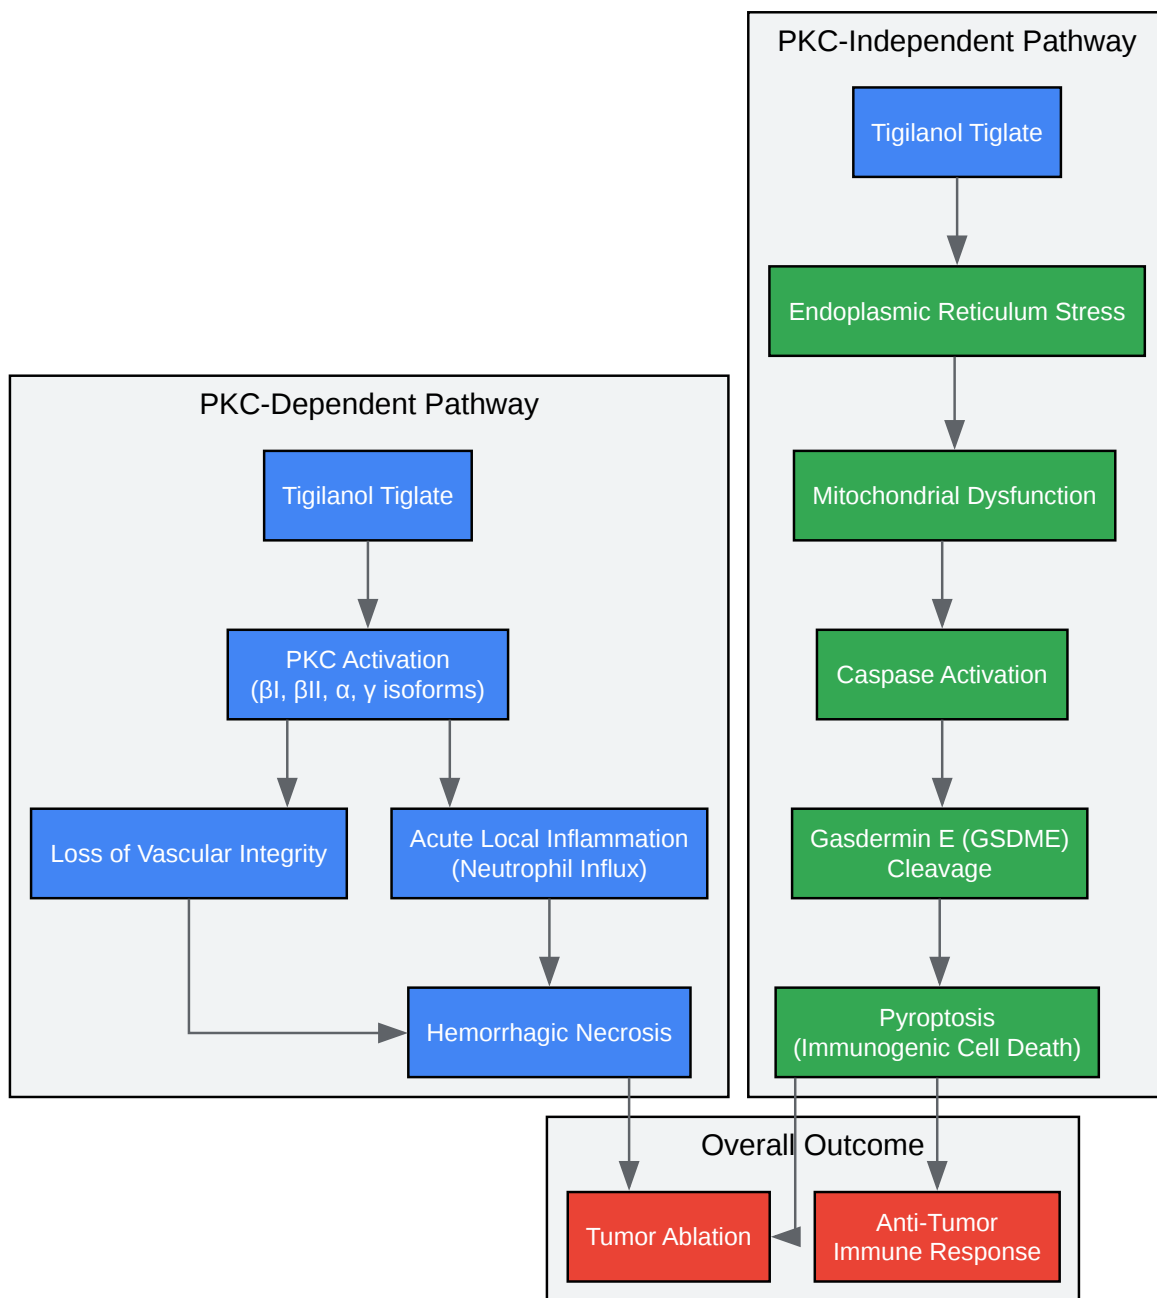 PKC-Dependent Pathway
Tigilanol Tiglate
PKC Activation
(βI, βII, α, γ isoforms)
Loss of Vascular Integrity
Acute Local Inflammation
(Neutrophil Influx)
Hemorrhagic Necrosis
PKC-Independent Pathway
Tigilanol Tiglate
Endoplasmic Reticulum Stress
Mitochondrial Dysfunction
Caspase Activation
Gasdermin E (GSDME)
Cleavage
Pyroptosis
(Immunogenic Cell Death)
Overall Outcome
Tumor Ablation
Anti-Tumor
Immune Response